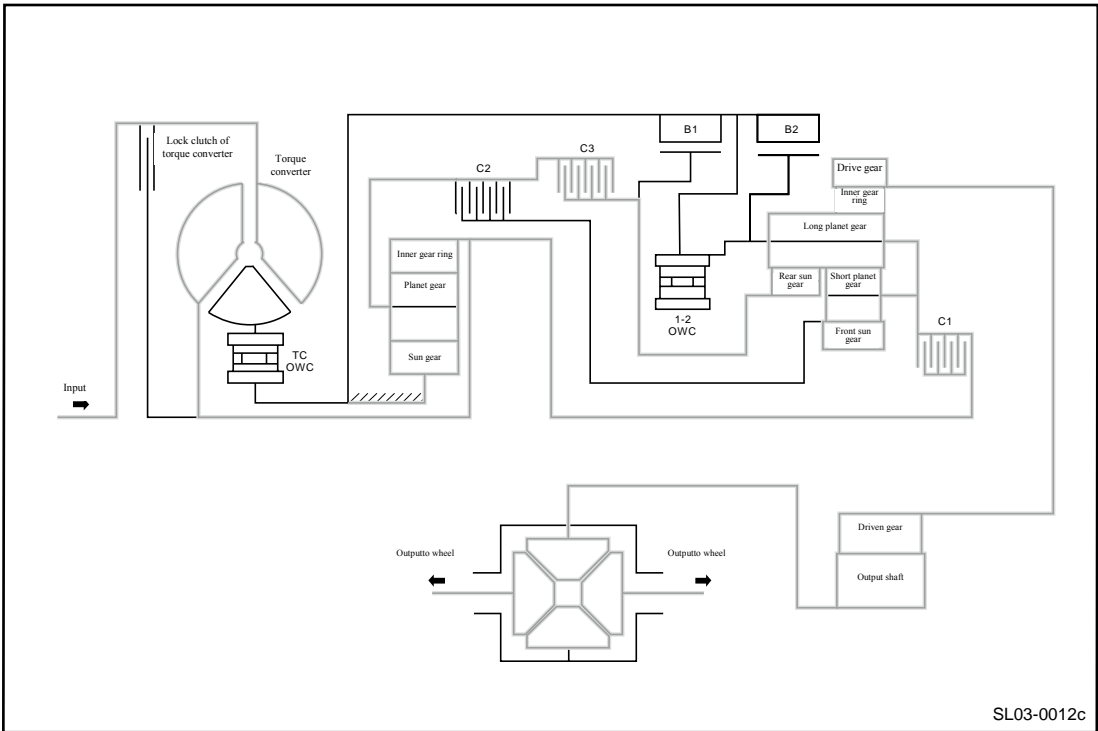 Lock clutch of
torque converter
Torque
converter
C2
C3
B1
B2
Drive gear
Inner gear
ring
Long planet gear
Inner gear ring
Planet gear
Rear sun
gear
Short planet
gear
1-2
OWC
Front sun
gear
C1
TC
OWC
Sun gear
Input
Driven gear
Outputto wheel
Outputto wheel
Output shaft
SL03-0012c